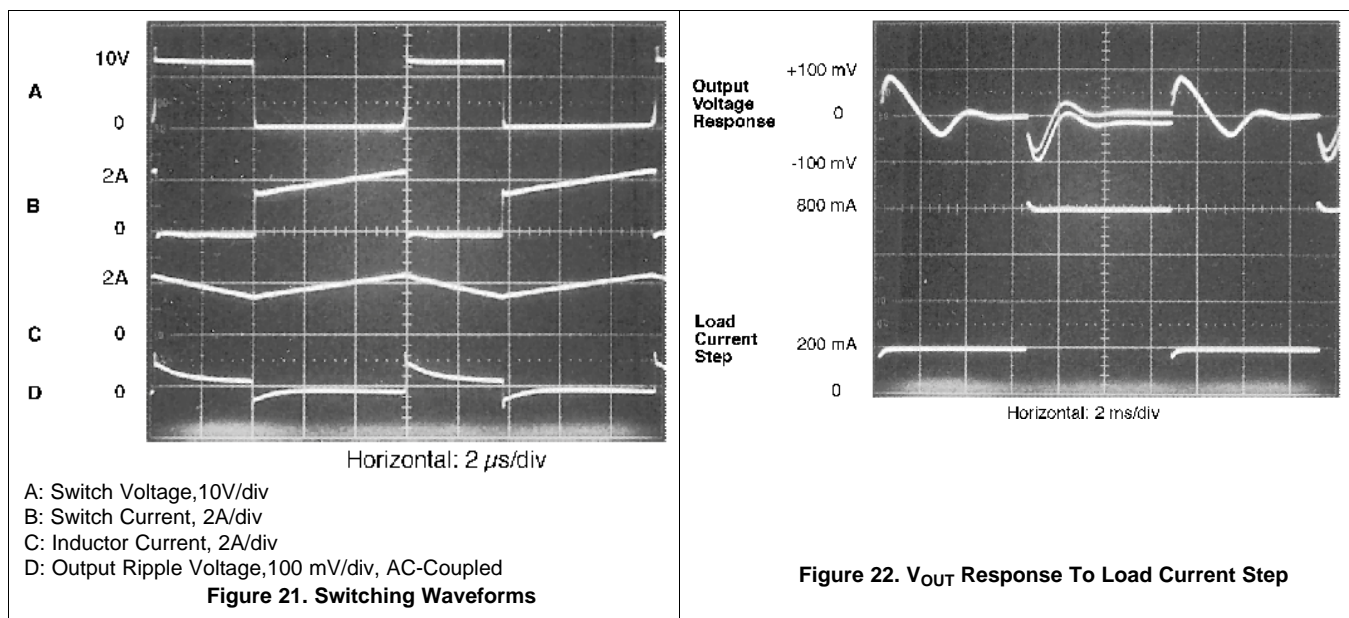 10V
A
0
2A
B
0
2A
C 0
D 0
Horizontal: 2 µs/div
A: Switch Voltage,10V/div
B: Switch Current, 2A/div
C: Inductor Current, 2A/div
D: Output Ripple Voltage,100 mV/div, AC-Coupled
Figure 21. Switching Waveforms
+100 mV
Output
Voltage
Response
0
-100 mV
800 mA
Load
Current
Step
200 mA
0
Horizontal: 2 ms/div
Figure 22. VOUT Response To Load Current Step